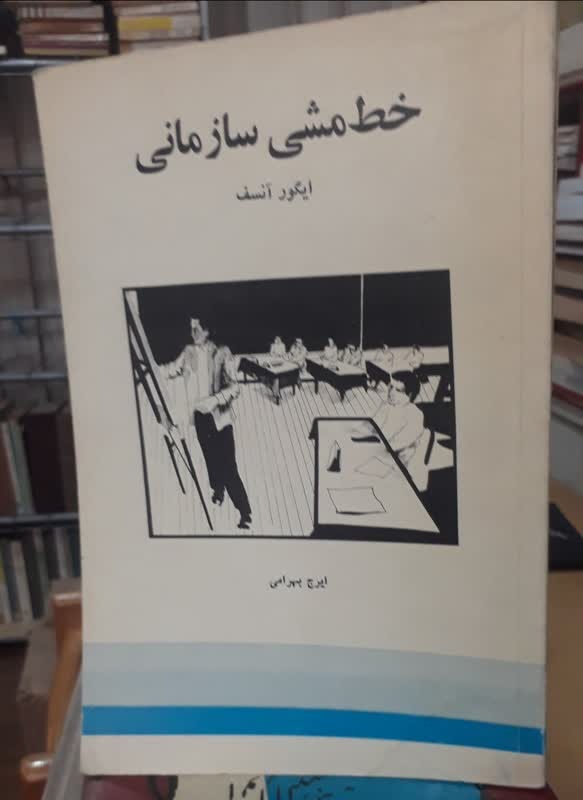 خط‌مشی سازمانی
ایگور آنسف
ایرج بهرامی